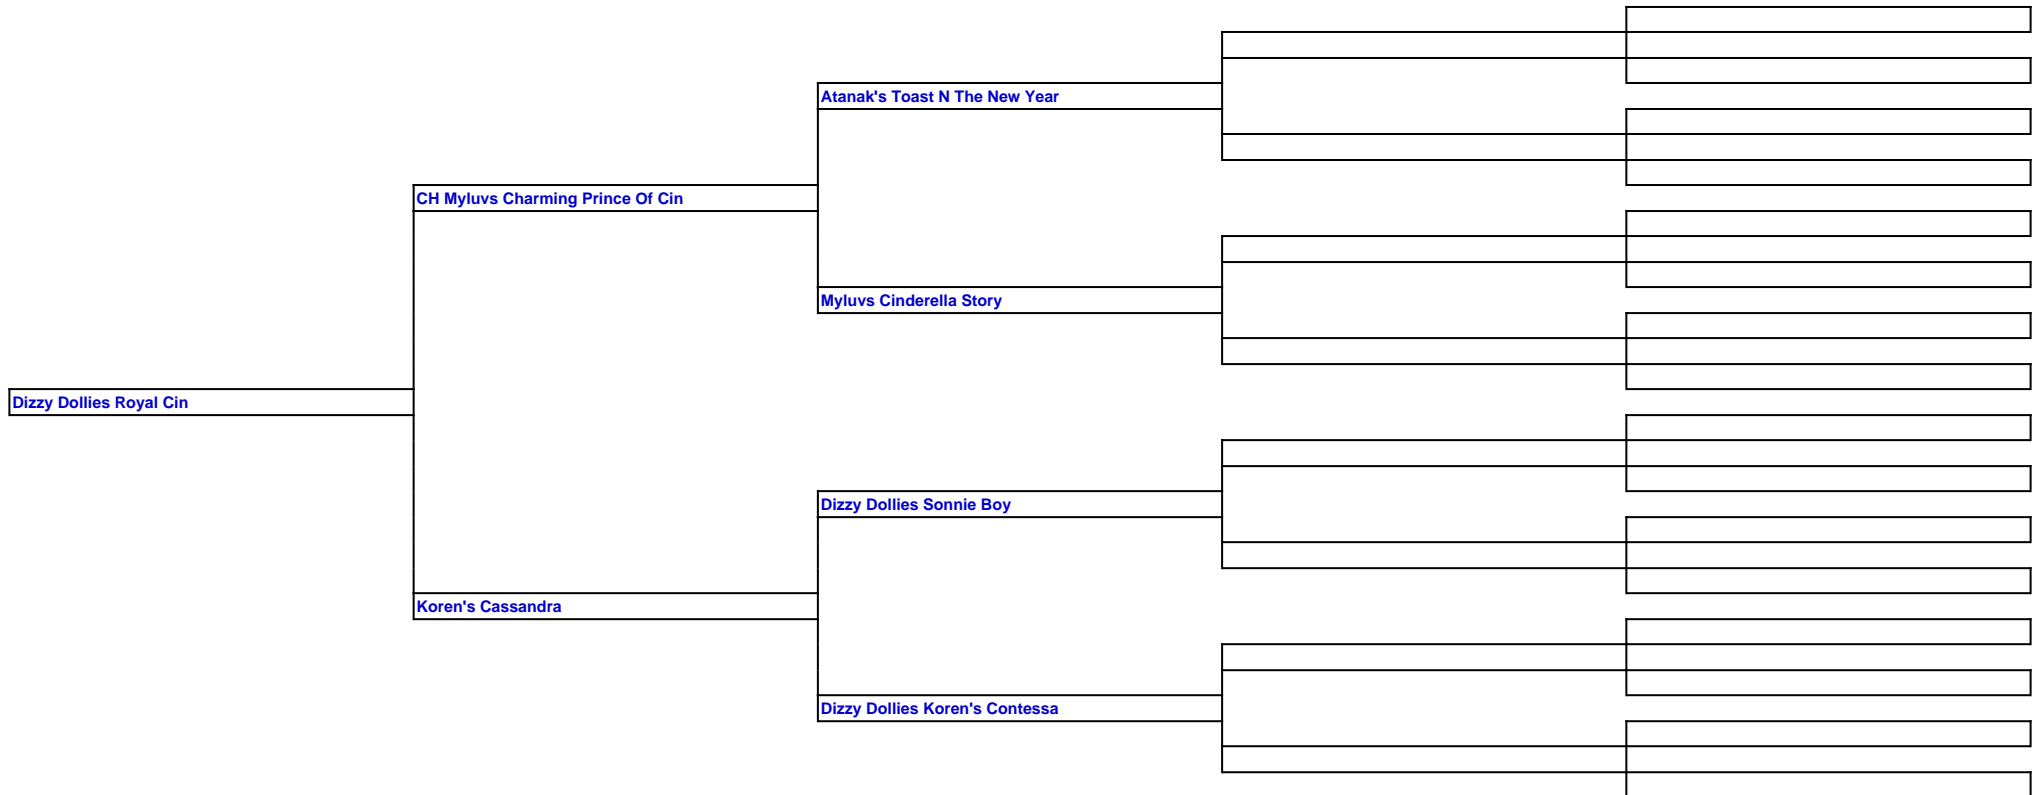 Atanak's Toast N The New Year
CH Myluvs Charming Prince Of Cin
Myluvs Cinderella Story
Dizzy Dollies Royal Cin
Dizzy Dollies Sonnie Boy
Koren's Cassandra
Dizzy Dollies Koren's Contessa